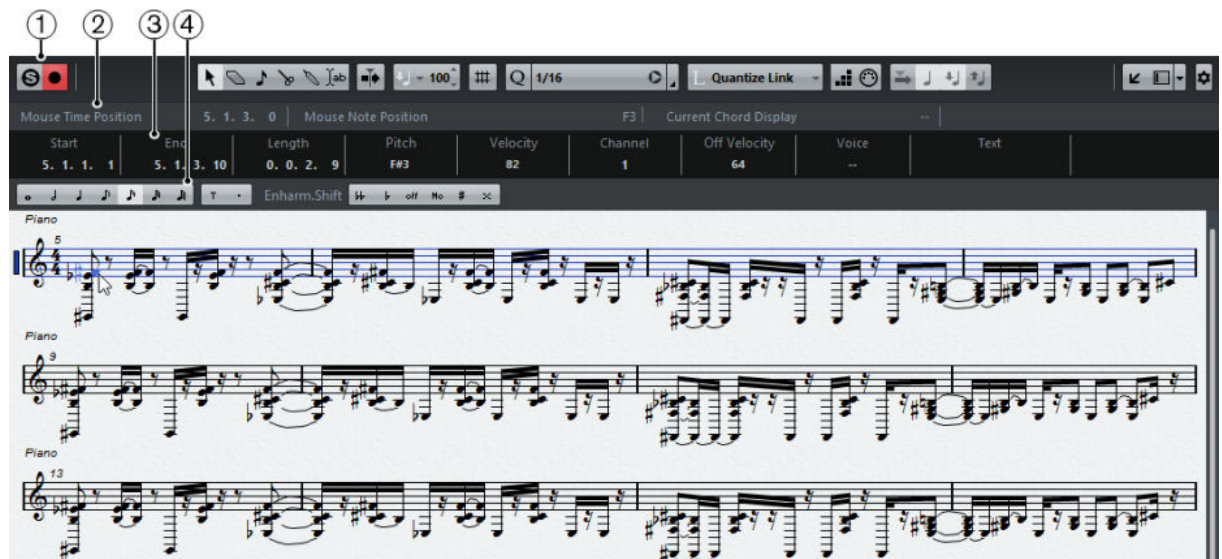 1 2 3 4
S ab 100 Q 1/16 L Quantize Link
Mouse Time Position 5. 1. 3. 0 Mouse Note Position F3 Current Chord Display --
Start End Length Pitch Velocity Channel Off Velocity Voice Text
5. 1. 1. 1 5. 1. 3. 10 0. 0. 2. 9 F#3 82 1 64 --
T . Enharm.Shift off No
Piano
5
4
4
Piano
9
Piano
13